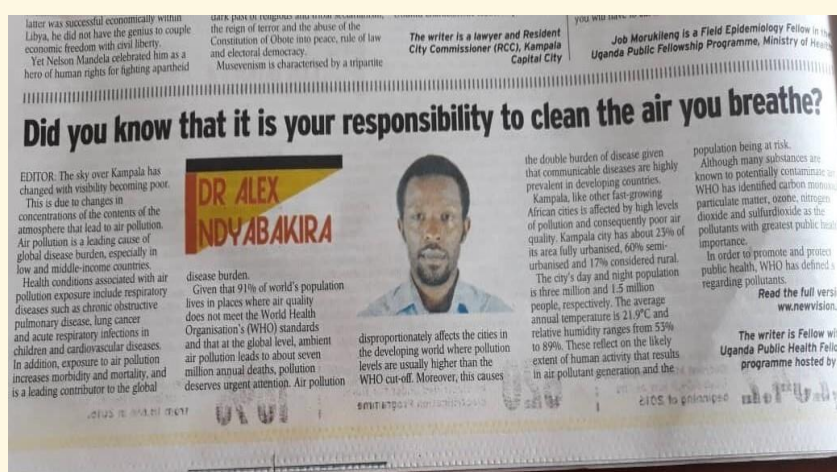 latter was successful economically within
Libya, he did not have the genius to couple
economic freedom with civil liberty.
Yet Nelson Mandela celebrated him as a
hero of human rights for fighting apartheid
the reign of terror and the abuse of the
Constitution of Obote into peace, rule of law
and electoral democracy.
Musevenism is characterised by a tripartite
The writer is a lawyer and Resident
City Commissioner (RCC), Kampala
Capital City
you will
Job Morukileng is a Field Epidemiology Fellow in the
Uganda Public Fellowship Programme, Ministry of Health
Did you know that it is your responsibility to clean the air you breathe?
EDITOR: The sky over Kampala has
changed with visibility becoming poor.
This is due to changes in
concentrations of the contents of the
atmosphere that lead to air pollution.
Air pollution is a leading cause of
global disease burden, especially in
low and middle-income countries.
Health conditions associated with air
pollution exposure include respiratory
diseases such as chronic obstructive
pulmonary disease, lung cancer
and acute respiratory infections in
children and cardiovascular diseases.
In addition, exposure to air pollution
increases morbidity and mortality, and
is a leading contributor to the global
DR ALEX
NDYABAKIRA
disease burden.
Given that 91% of world's population
lives in places where air quality
does not meet the World Health
Organisation's (WHO) standards
and that at the global level, ambient
air pollution leads to about seven
million annual deaths, pollution
deserves urgent attention. Air pollution
disproportionately affects the cities in
the developing world where pollution
levels are usually higher than the
WHO cut-off. Moreover, this causes
the double burden of disease given
that communicable diseases are highly
prevalent in developing countries.
Kampala, like other fast-growing
African cities is affected by high levels
of pollution and consequently poor air
quality. Kampala city has about 23% of
its area fully urbanised, 60% semi-
urbanised and 17% considered rural.
The city's day and night population
is three million and 1.5 million
people, respectively. The average
annual temperature is 21.9°C and
relative humidity ranges from 53%
to 89%. These reflect on the likely
extent of human activity that results
in air pollutant generation and the
population being at risk.
Although many substances are
known to potentially contaminate air
WHO has identified carbon
particulate matter, ozone, nitrogen
dioxide and sulfurdioxide as the
pollutants with greatest public health
importance.
In order to promote and protect
public health, WHO has defined
regarding pollutants.
Read the full versi
ww.newvision.
The writer is Fellow wit
Uganda Public Health Fello
programme hosted by